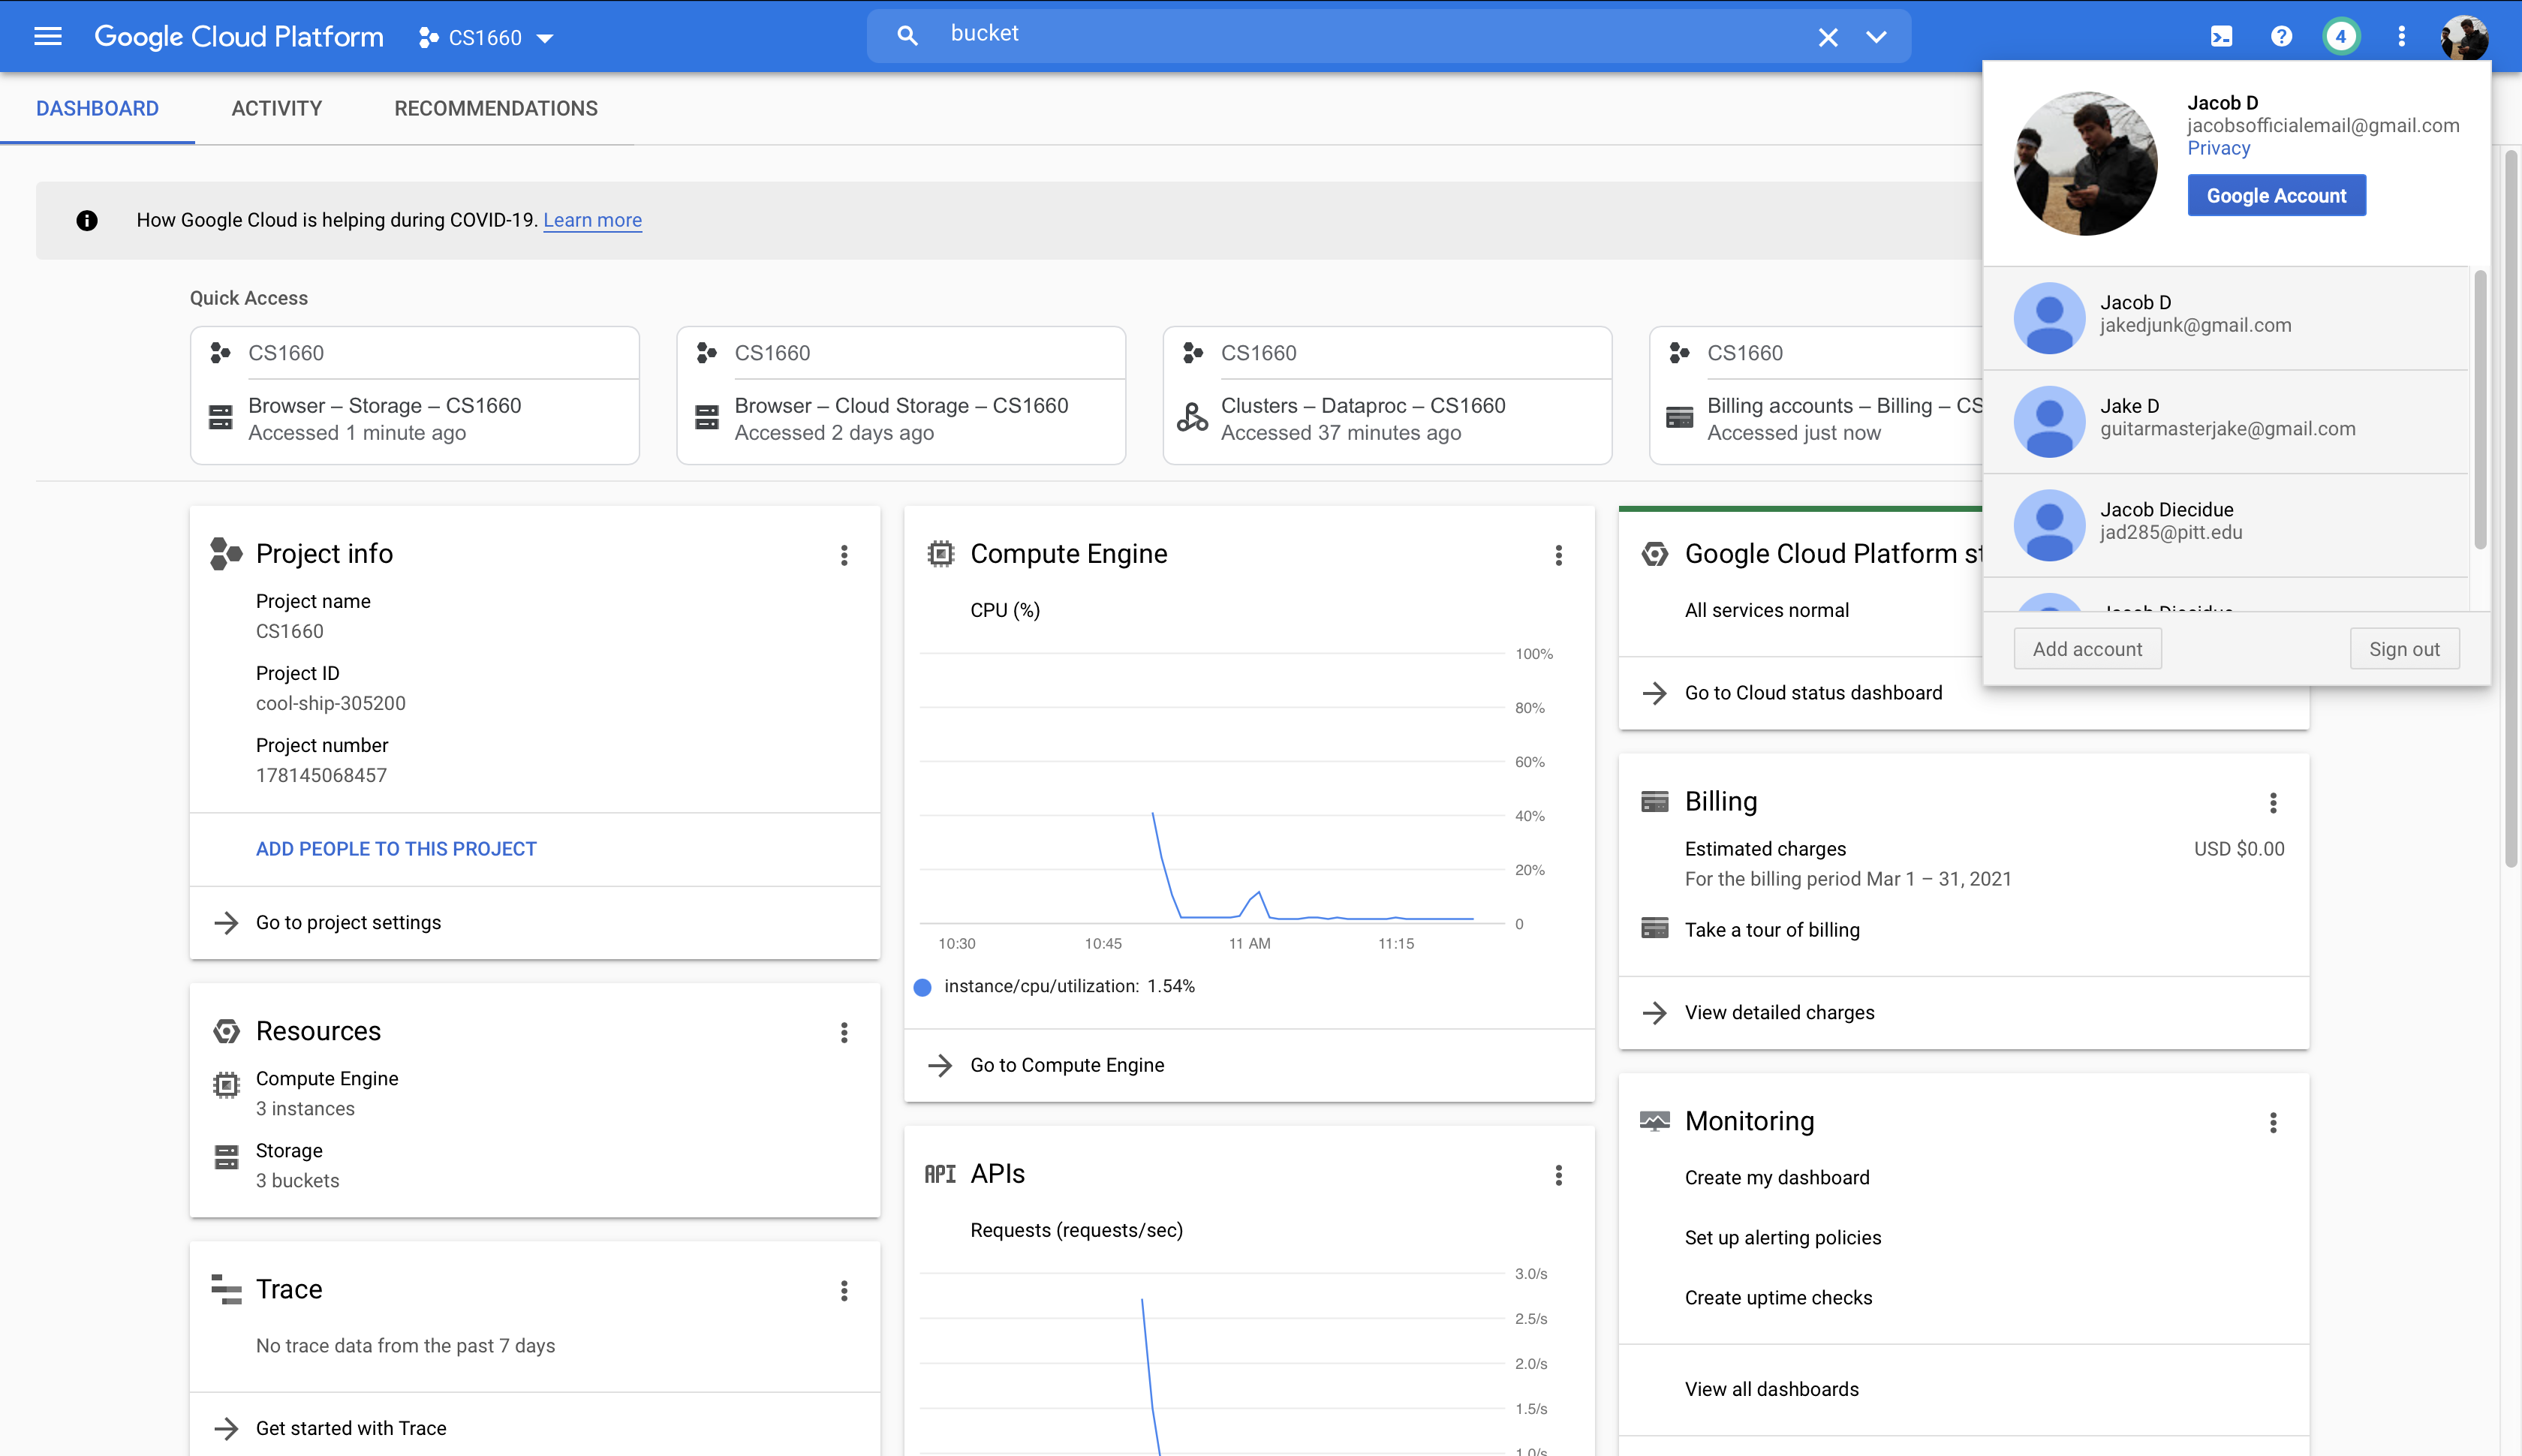 Google Cloud Platform
CS1660
bucket
4
DASHBOARD
ACTIVITY
RECOMMENDATIONS
Jacob D
jacobsofficialemail@gmail.com
Privacy
Google Account
Jacob D
jakedjunk@gmail.com
Jake D
guitarmasterjake@gmail.com
Jacob Diecidue
jad285@pitt.edu
Jacob Diecidue
Add account
Sign out
How Google Cloud is helping during COVID-19. Learn more
Quick Access
CS1660
Browser – Storage – CS1660
Accessed 1 minute ago
CS1660
Browser – Cloud Storage – CS1660
Accessed 2 days ago
CS1660
Clusters – Dataproc – CS1660
Accessed 37 minutes ago
CS1660
Billing accounts – Billing – CS
Accessed just now
Project info
Project name
CS1660
Project ID
cool-ship-305200
Project number
178145068457
ADD PEOPLE TO THIS PROJECT
Go to project settings
Resources
Compute Engine
3 instances
Storage
3 buckets
Trace
No trace data from the past 7 days
Get started with Trace
Compute Engine
CPU (%)
100%
80%
60%
40%
20%
0
10:30
10:45
11 AM
11:15
instance/cpu/utilization: 1.54%
Go to Compute Engine
API
APIs
Requests (requests/sec)
3.0/s
2.5/s
2.0/s
1.5/s
1.0/s
Google Cloud Platform st
All services normal
Go to Cloud status dashboard
Billing
Estimated charges
USD $0.00
For the billing period Mar 1 – 31, 2021
Take a tour of billing
View detailed charges
Monitoring
Create my dashboard
Set up alerting policies
Create uptime checks
View all dashboards